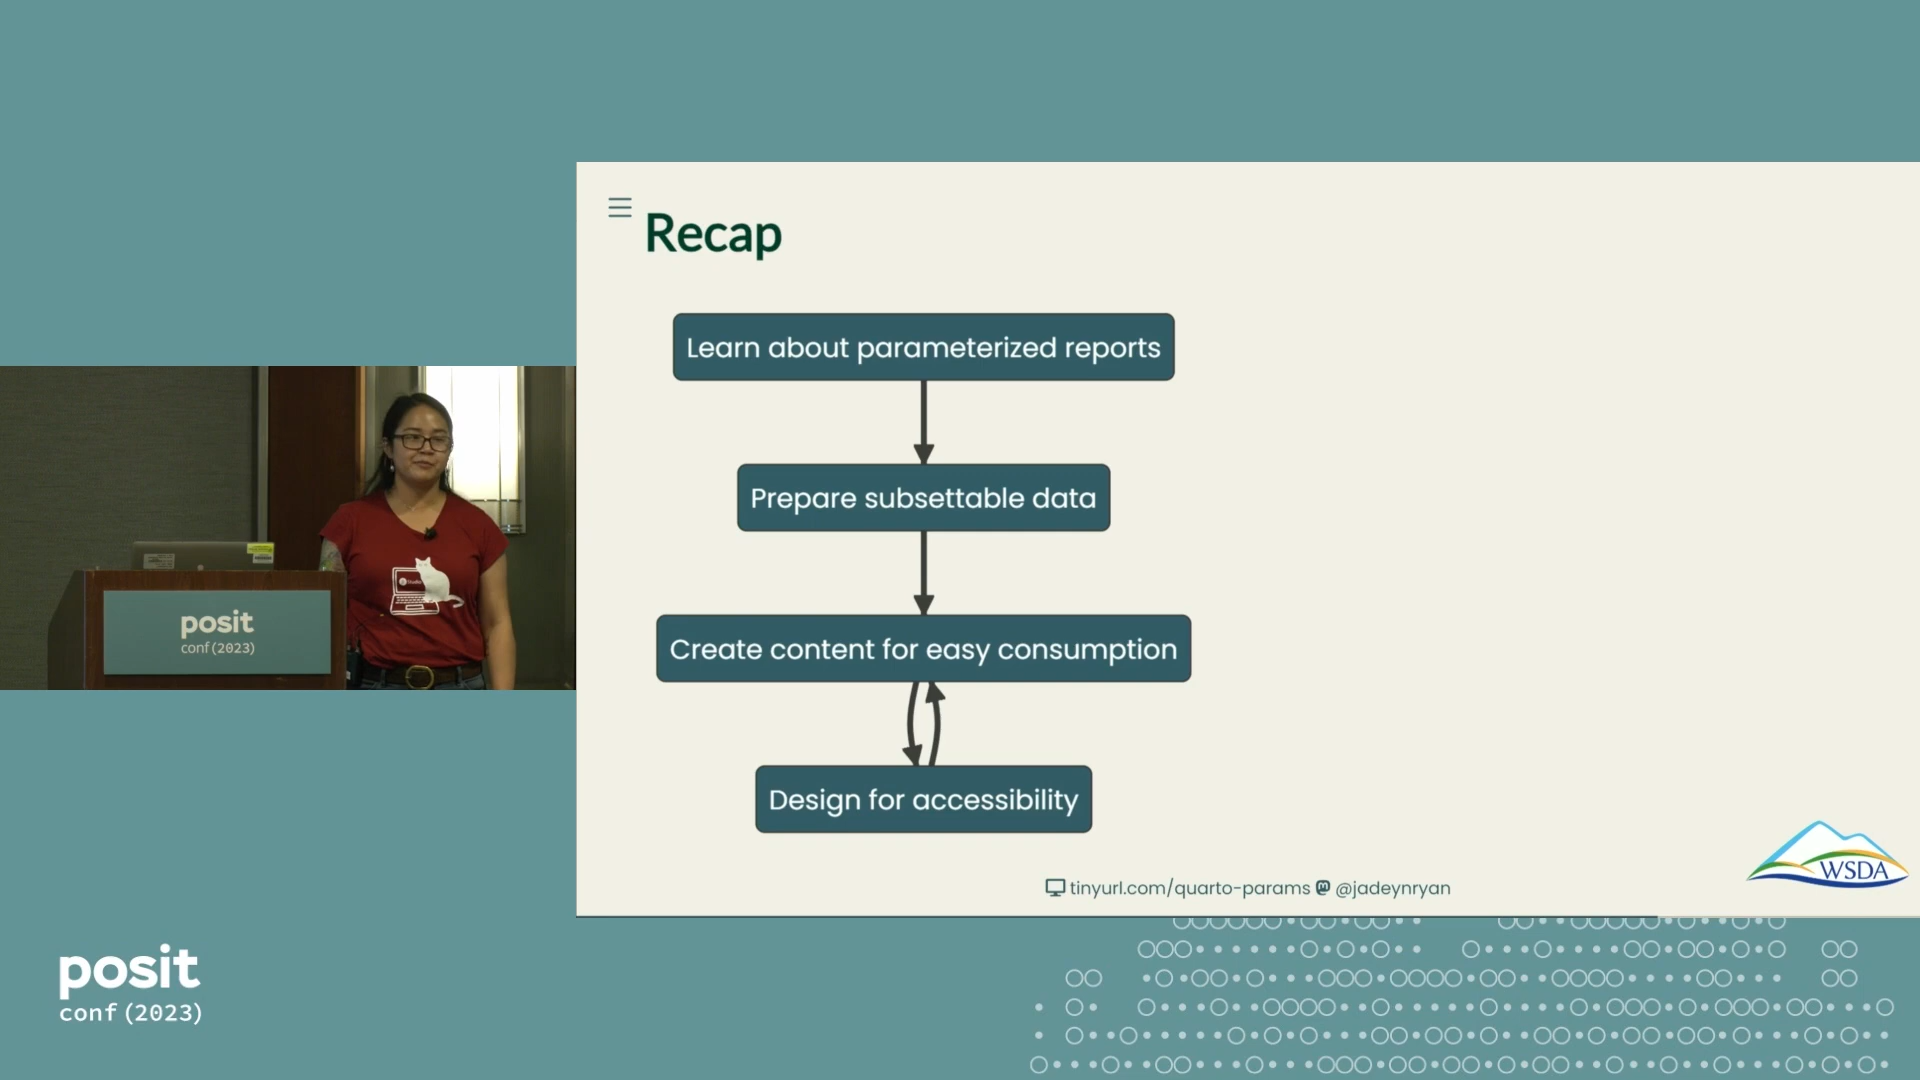 Recap
Learn about parameterized reports
Prepare subsettable data
Create content for easy consumption
Design for accessibility
tinyurl.com/quarto-params @jadeynryan
WSDA
posit
conf(2023)
posit
conf(2023)